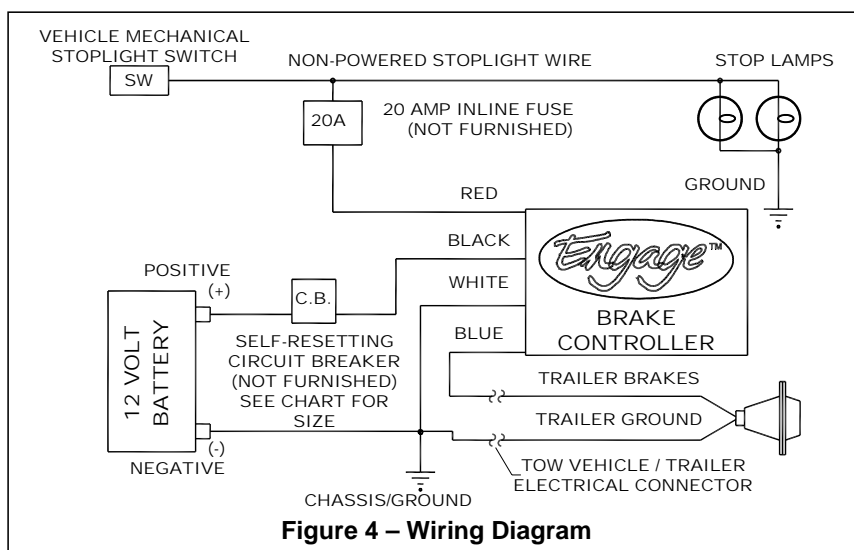 VEHICLE MECHANICAL
STOPLIGHT SWITCH
SW
NON-POWERED STOPLIGHT WIRE
STOP LAMPS
20A
20 AMP INLINE FUSE
(NOT FURNISHED)
GROUND
RED
BLACK
WHITE
BLUE
Engage™
BRAKE
CONTROLLER
POSITIVE
(+)
C.B.
12 VOLT
BATTERY
SELF-RESETTING
CIRCUIT BREAKER
(NOT FURNISHED)
SEE CHART FOR
SIZE
(-)
NEGATIVE
TRAILER BRAKES
TRAILER GROUND
TOW VEHICLE / TRAILER
ELECTRICAL CONNECTOR
CHASSIS/GROUND
Figure 4 – Wiring Diagram